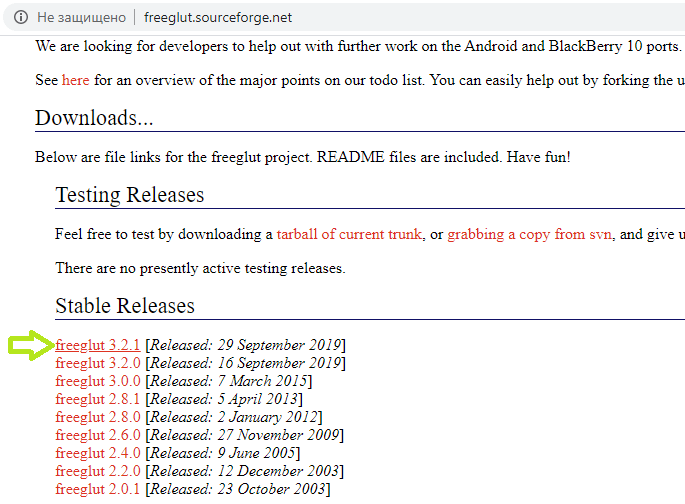 Не защищено
freeglut.sourceforge.net
We are looking for developers to help out with further work on the Android and BlackBerry 10 ports.
See here for an overview of the major points on our todo list. You can easily help out by forking the u
Downloads...
Below are file links for the freeglut project. README files are included. Have fun!
Testing Releases
Feel free to test by downloading a tarball of current trunk, or grabbing a copy from svn, and give u
There are no presently active testing releases.
Stable Releases
freeglut 3.2.1 [Released: 29 September 2019]
freeglut 3.2.0 [Released: 16 September 2019]
freeglut 3.0.0 [Released: 7 March 2015]
freeglut 2.8.1 [Released: 5 April 2013]
freeglut 2.8.0 [Released: 2 January 2012]
freeglut 2.6.0 [Released: 27 November 2009]
freeglut 2.4.0 [Released: 9 June 2005]
freeglut 2.2.0 [Released: 12 December 2003]
freeglut 2.0.1 [Released: 23 October 2003]